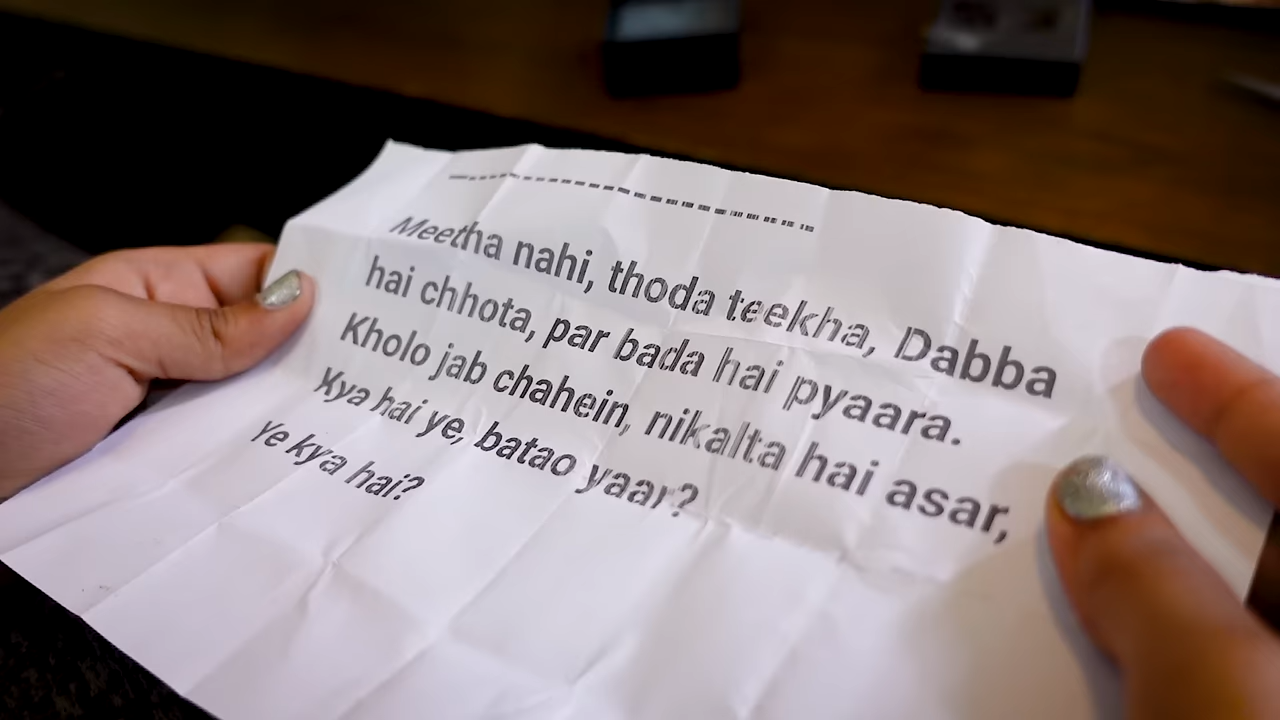 Meetha nahi, thoda teekha, Dabba
hai chhota, par bada hai pyaara.
Kholo jab chahein, nikalta hai asar,
Kya hai ye, batao yaar?
Ye kya hai?